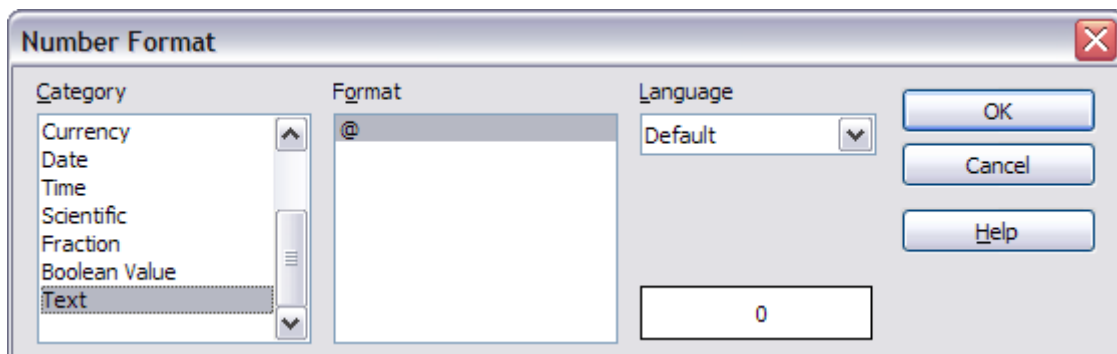 Number Format
Category
Format
Language
OK
Currency
@
Default
Date
Cancel
Time
Scientific
Help
Fraction
Boolean Value
Text
0